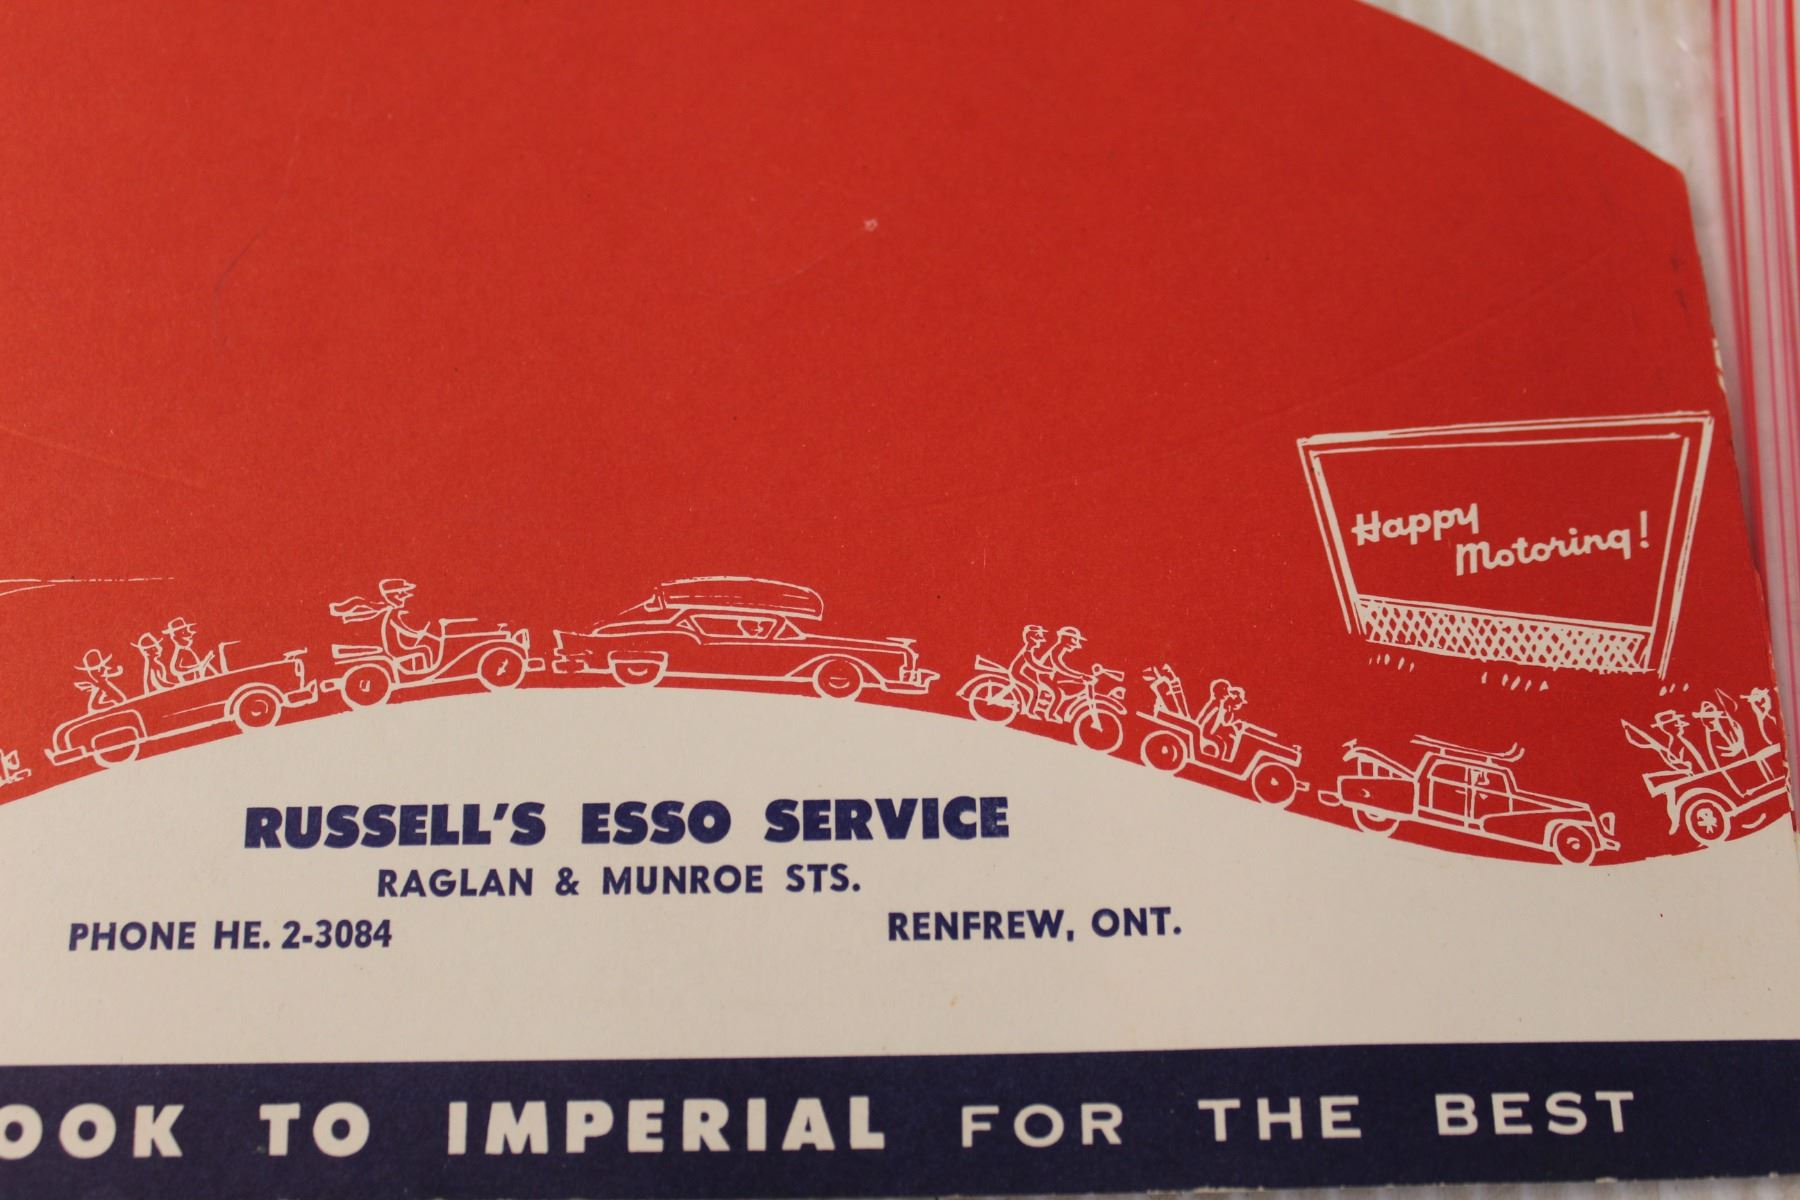 Happy
Motoring!
RUSSELL'S ESSO SERVICE
RAGLAN & MUNROE STS.
PHONE HE. 2-3084
RENFREW, ONT.
OOK TO IMPERIAL FOR THE BEST